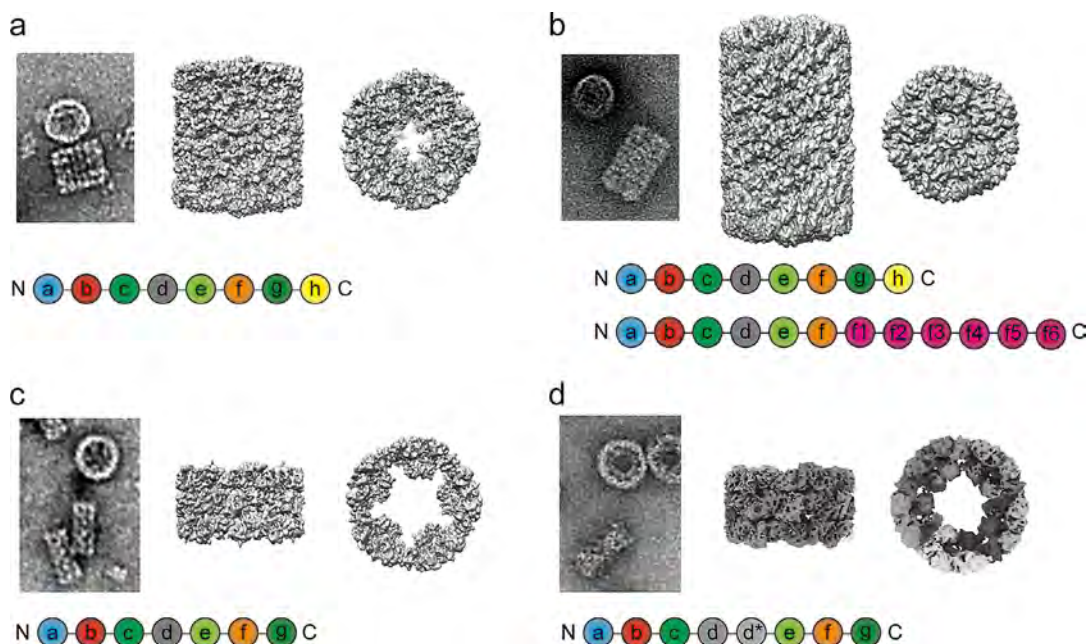 a
b
N a b c d e f g h C
N a b c d e f g h C
N a b c d e f f1 f2 f3 f4 f5 f6 C
c
d
N a b c d e f g C
N a b c d d* e f g C